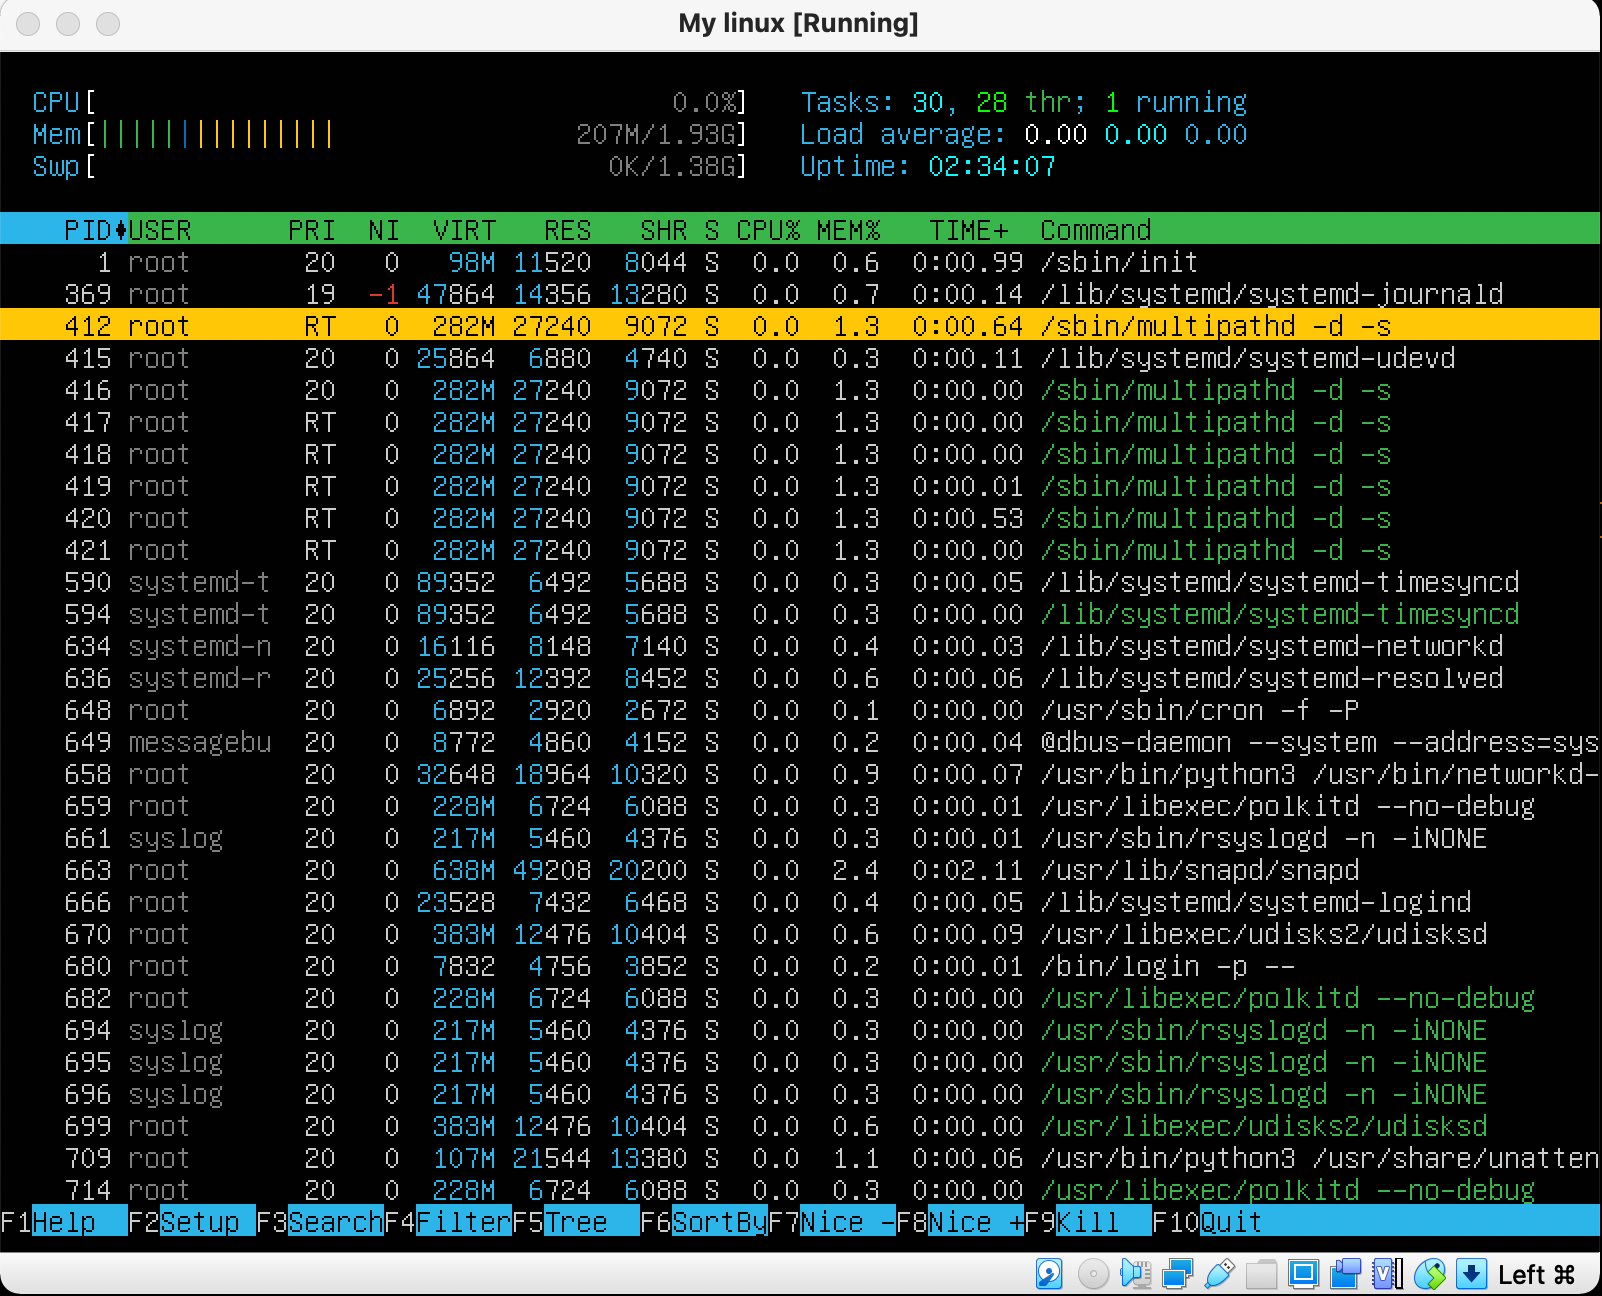 My linux [Running]
CPU[ 0.0%] Tasks: 30, 28 thr; 1 running
Mem[||||||||||||||| 207M/1.93G] Load average: 0.00 0.00 0.00
Swp[ 0K/1.38G] Uptime: 02:34:07
PID♦USER PRI NI VIRT RES SHR S CPU% MEM% TIME+ Command
1 root 20 0 98M 11520 8044 S 0.0 0.6 0:00.99 /sbin/init
369 root 19 -1 47864 14356 13280 S 0.0 0.7 0:00.14 /lib/systemd/systemd-journald
412 root RT 0 282M 27240 9072 S 0.0 1.3 0:00.64 /sbin/multipathd -d -s
415 root 20 0 25864 6880 4740 S 0.0 0.3 0:00.11 /lib/systemd/systemd-udevd
416 root 20 0 282M 27240 9072 S 0.0 1.3 0:00.00 /sbin/multipathd -d -s
417 root RT 0 282M 27240 9072 S 0.0 1.3 0:00.00 /sbin/multipathd -d -s
418 root RT 0 282M 27240 9072 S 0.0 1.3 0:00.00 /sbin/multipathd -d -s
419 root RT 0 282M 27240 9072 S 0.0 1.3 0:00.01 /sbin/multipathd -d -s
420 root RT 0 282M 27240 9072 S 0.0 1.3 0:00.53 /sbin/multipathd -d -s
421 root RT 0 282M 27240 9072 S 0.0 1.3 0:00.00 /sbin/multipathd -d -s
590 systemd-t 20 0 89352 6492 5688 S 0.0 0.3 0:00.05 /lib/systemd/systemd-timesyncd
594 systemd-t 20 0 89352 6492 5688 S 0.0 0.3 0:00.00 /lib/systemd/systemd-timesyncd
634 systemd-n 20 0 16116 8148 7140 S 0.0 0.4 0:00.03 /lib/systemd/systemd-networkd
636 systemd-r 20 0 25256 12392 8452 S 0.0 0.6 0:00.06 /lib/systemd/systemd-resolved
648 root 20 0 6892 2920 2672 S 0.0 0.1 0:00.00 /usr/sbin/cron -f -P
649 messagebu 20 0 8772 4860 4152 S 0.0 0.2 0:00.04 @dbus-daemon --system --address=sys
658 root 20 0 32648 18964 10320 S 0.0 0.9 0:00.07 /usr/bin/python3 /usr/bin/networkd-
659 root 20 0 228M 6724 6088 S 0.0 0.3 0:00.01 /usr/libexec/polkitd --no-debug
661 syslog 20 0 217M 5460 4376 S 0.0 0.3 0:00.01 /usr/sbin/rsyslogd -n -iNONE
663 root 20 0 638M 49208 20200 S 0.0 2.4 0:02.11 /usr/lib/snapd/snapd
666 root 20 0 23528 7432 6468 S 0.0 0.4 0:00.05 /lib/systemd/systemd-logind
670 root 20 0 383M 12476 10404 S 0.0 0.6 0:00.09 /usr/libexec/udisks2/udisksd
680 root 20 0 7832 4756 3852 S 0.0 0.2 0:00.01 /bin/login -p --
682 root 20 0 228M 6724 6088 S 0.0 0.3 0:00.00 /usr/libexec/polkitd --no-debug
694 syslog 20 0 217M 5460 4376 S 0.0 0.3 0:00.00 /usr/sbin/rsyslogd -n -iNONE
695 syslog 20 0 217M 5460 4376 S 0.0 0.3 0:00.00 /usr/sbin/rsyslogd -n -iNONE
696 syslog 20 0 217M 5460 4376 S 0.0 0.3 0:00.00 /usr/sbin/rsyslogd -n -iNONE
699 root 20 0 383M 12476 10404 S 0.0 0.6 0:00.00 /usr/libexec/udisks2/udisksd
709 root 20 0 107M 21544 13380 S 0.0 1.1 0:00.06 /usr/bin/python3 /usr/share/unatten
714 root 20 0 228M 6724 6088 S 0.0 0.3 0:00.00 /usr/libexec/polkitd --no-debug
F1Help F2Setup F3SearchF4FilterF5Tree F6SortByF7Nice -F8Nice +F9Kill F10Quit
Left ⌘